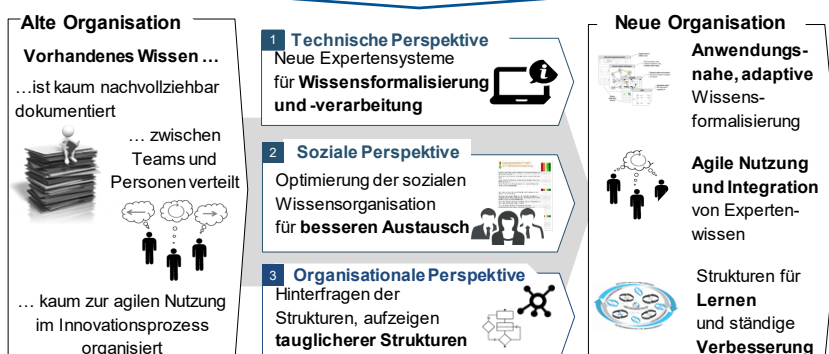 Alte Organisation
Vorhandenes Wissen …
…ist kaum nachvollziehbar
dokumentiert
… zwischen
Teams und
Personen verteilt
… kaum zur agilen Nutzung
im Innovationsprozess
organisiert
1 Technische Perspektive
Neue Expertensysteme
für Wissensformalisierung
und -verarbeitung
2 Soziale Perspektive
Optimierung der sozialen
Wissensorganisation
für besseren Austausch
3 Organisationale Perspektive
Hinterfragen der
Strukturen, aufzeigen
tauglicherer Strukturen
Neue Organisation
Anwendungs-
nahe, adaptive
Wissens-
formalisierung
Agile Nutzung
und Integration
von Experten-
wissen
Strukturen für
Lernen
und ständige
Verbesserung